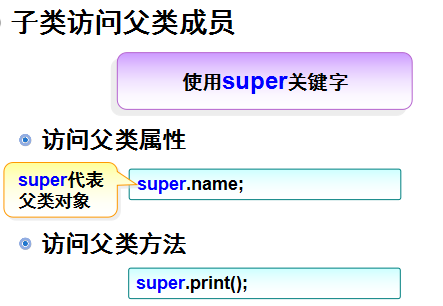 子类访问父类成员
使用super关键字
访问父类属性
super代表
父类对象
super.name;
访问父类方法
super.print();